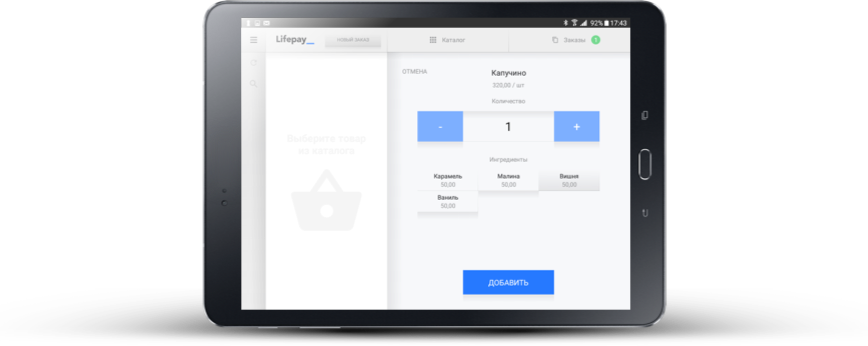 92% 17:43
Lifepay_
НОВЫЙ ЗАКАЗ
Каталог
Заказы
ОТМЕНА
Капучино
320,00 / шт
Количество
- 1 +
Выберите товар
из каталога
Ингредиенты
Карамель
50,00
Малина
50,00
Вишня
50,00
Ваниль
50,00
ДОБАВИТЬ